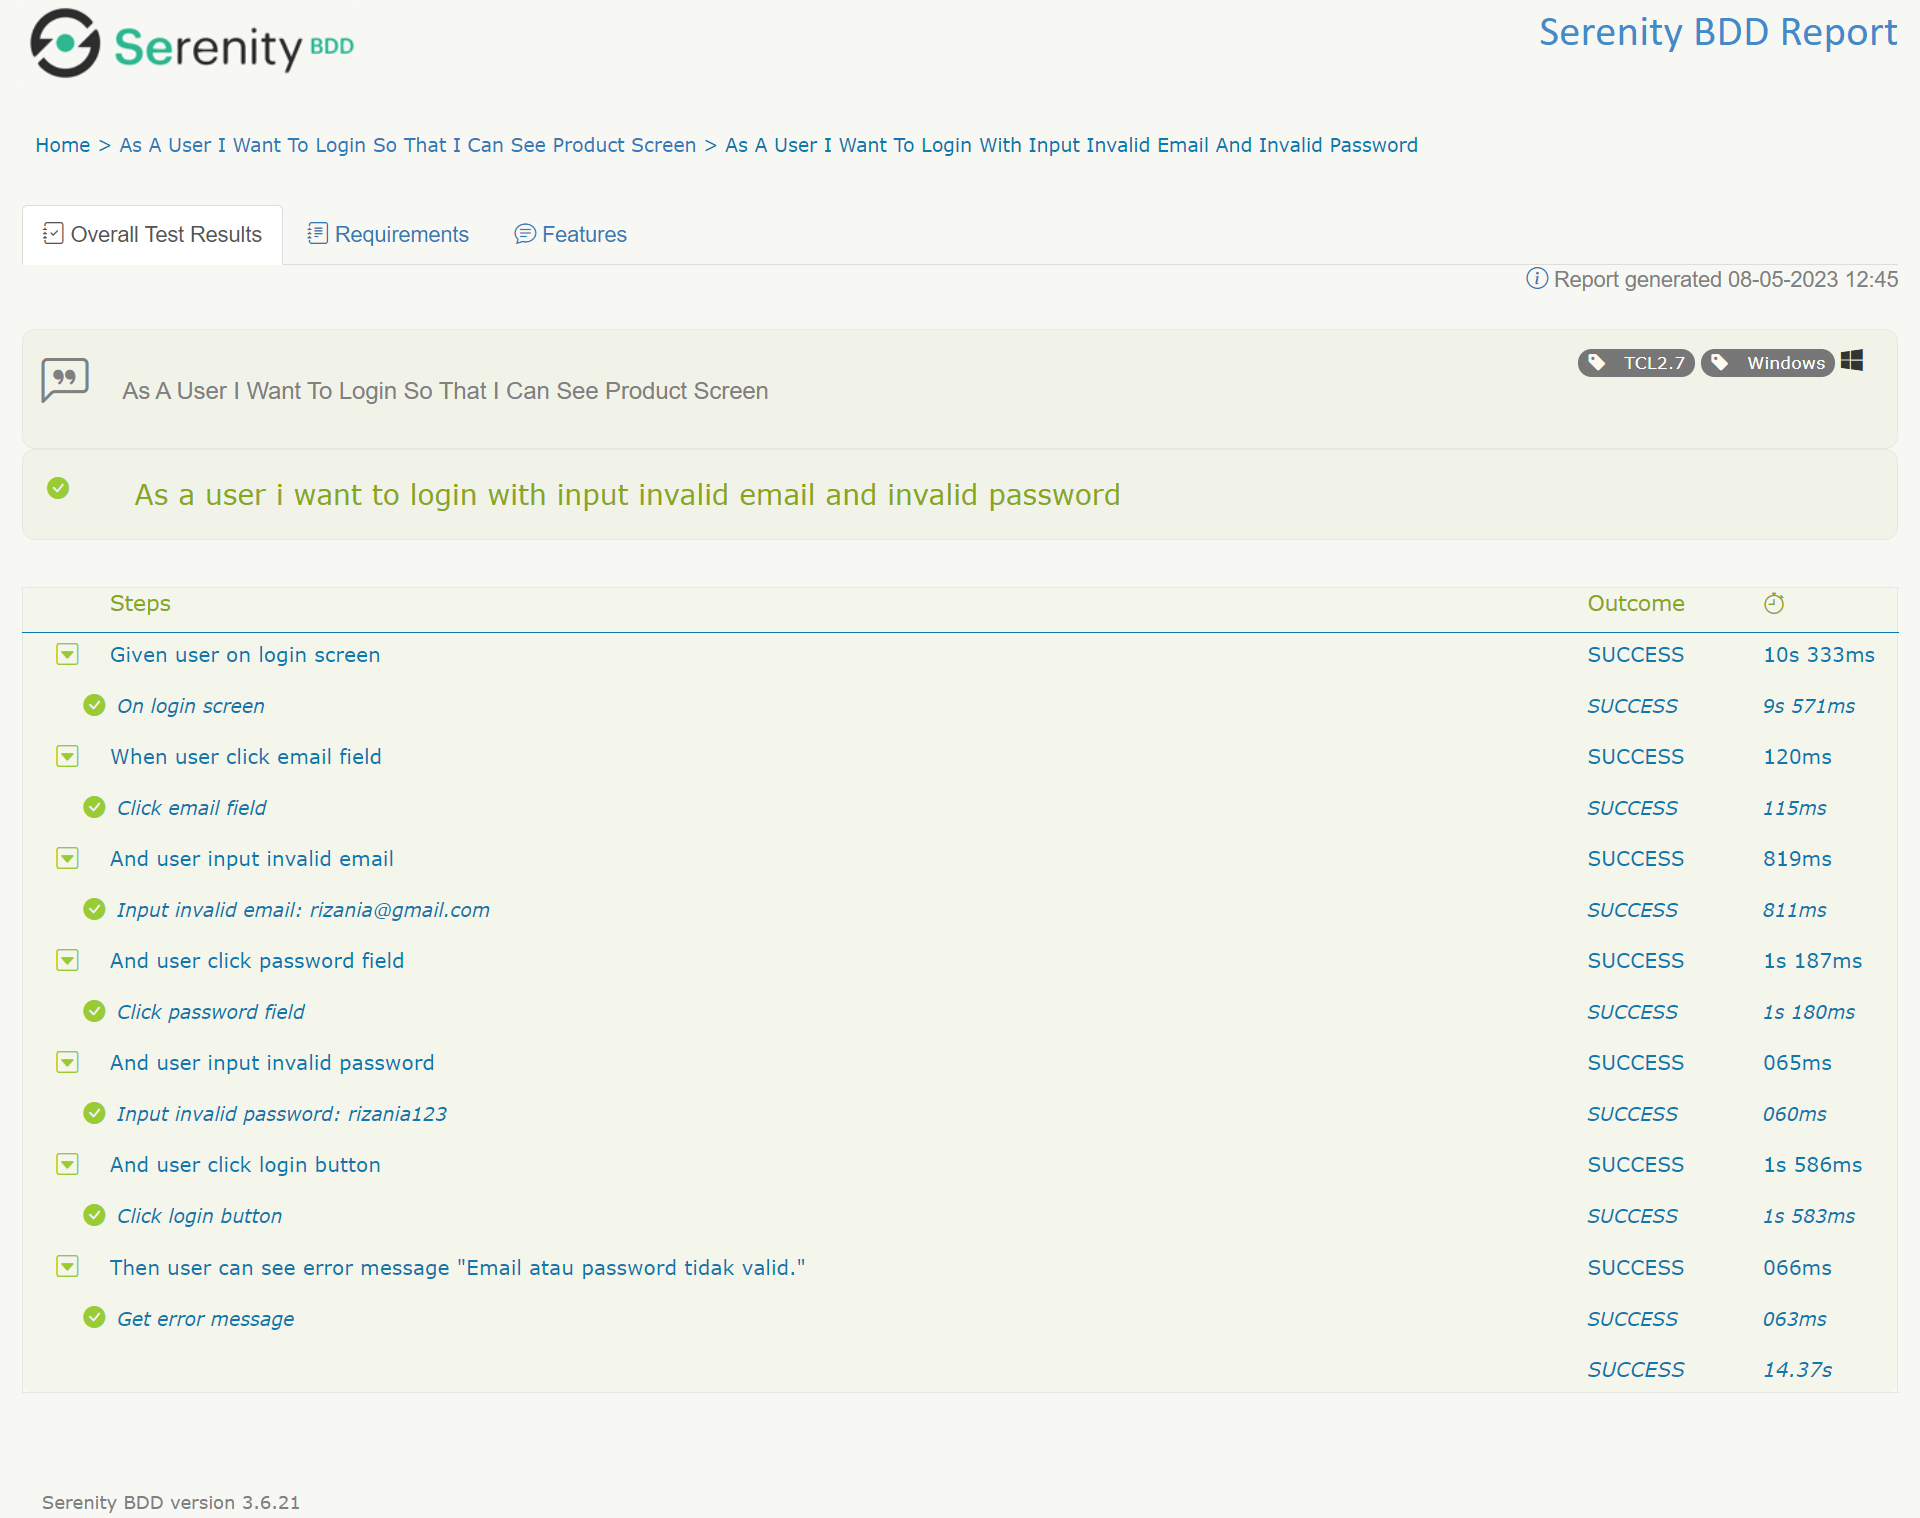 Serenity BDD
Serenity BDD Report
Home > As A User I Want To Login So That I Can See Product Screen > As A User I Want To Login With Input Invalid Email And Invalid Password
Overall Test Results Requirements Features
Report generated 08-05-2023 12:45
TCL2.7 Windows
As A User I Want To Login So That I Can See Product Screen
As a user i want to login with input invalid email and invalid password
Steps Outcome
Given user on login screen SUCCESS 10s 333ms
On login screen SUCCESS 9s 571ms
When user click email field SUCCESS 120ms
Click email field SUCCESS 115ms
And user input invalid email SUCCESS 819ms
Input invalid email: rizania@gmail.com SUCCESS 811ms
And user click password field SUCCESS 1s 187ms
Click password field SUCCESS 1s 180ms
And user input invalid password SUCCESS 065ms
Input invalid password: rizania123 SUCCESS 060ms
And user click login button SUCCESS 1s 586ms
Click login button SUCCESS 1s 583ms
Then user can see error message "Email atau password tidak valid." SUCCESS 066ms
Get error message SUCCESS 063ms
SUCCESS 14.37s
Serenity BDD version 3.6.21